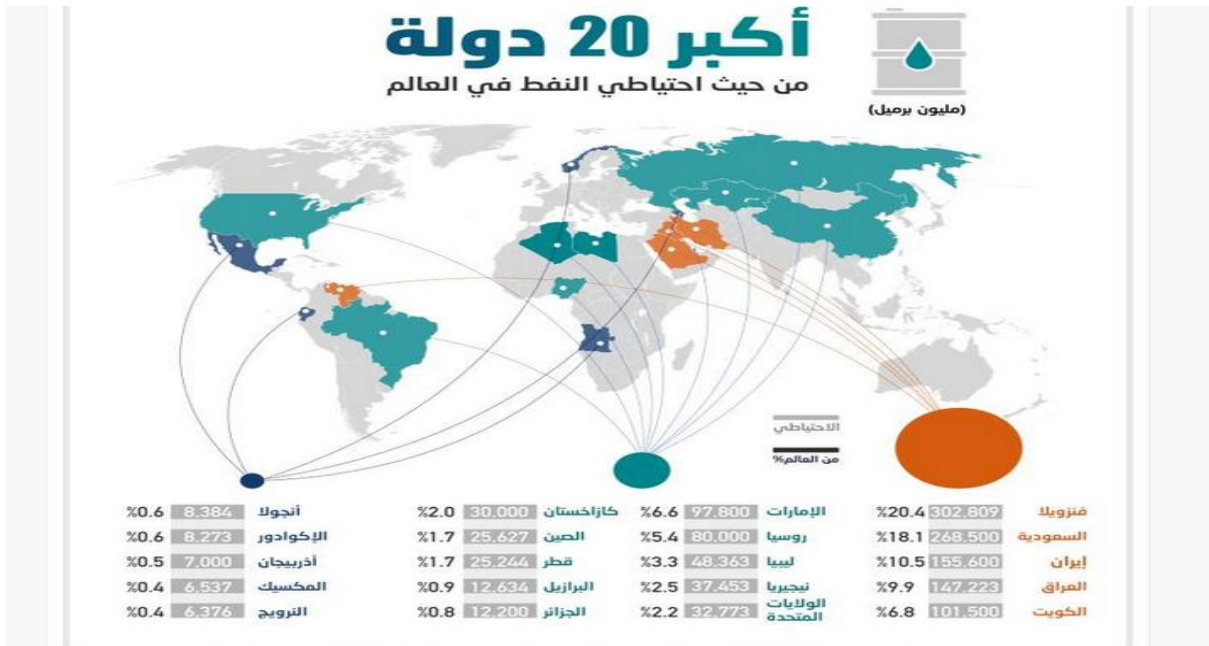 أكبر 20 دولة
من حيث احتياطي النفط في العالم
(مليون برميل)
الاحتياطي
من العالم%
فنزويلا 302.809 %20.4
السعودية 268.500 %18.1
إيران 155.600 %10.5
العراق 147.223 %9.9
الكويت 101.500 %6.8
الإمارات 97.800 %6.6
روسيا 80.000 %5.4
ليبيا 48.363 %3.3
نيجيريا 37.453 %2.5
الولايات المتحدة 32.773 %2.2
كازاخستان 30.000 %2.0
الصين 25.627 %1.7
قطر 25.244 %1.7
البرازيل 12.634 %0.9
الجزائر 12.200 %0.8
أنجولا 8.384 %0.6
الإكوادور 8.273 %0.6
أذربيجان 7.000 %0.5
المكسيك 6.537 %0.4
النرويج 6.376 %0.4